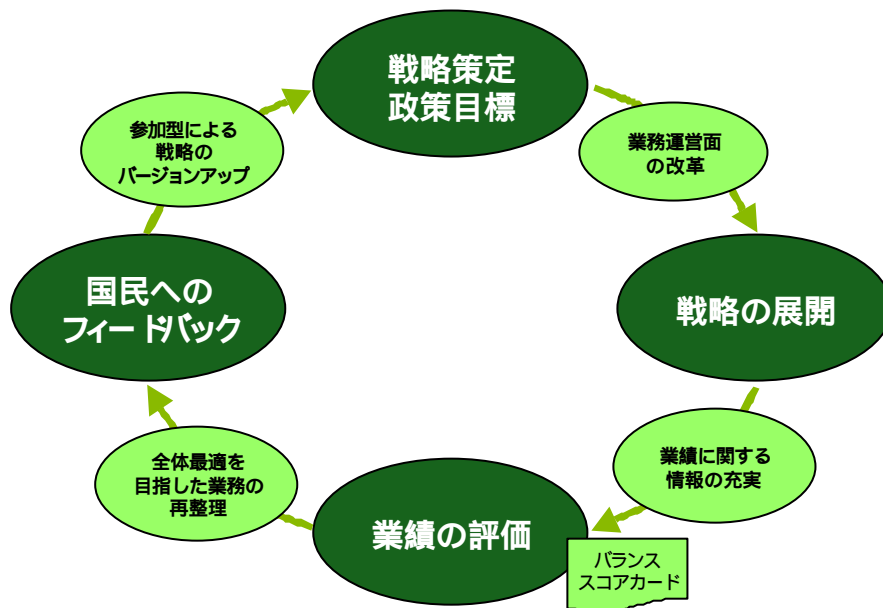 戦略策定
政策目標
参加型による
戦略の
バージョンアップ
業務運営面
の改革
国民への
フィードバック
戦略の展開
全体最適を
目指した業務の
再整理
業績に関する
情報の充実
業績の評価
バランス
スコアカード